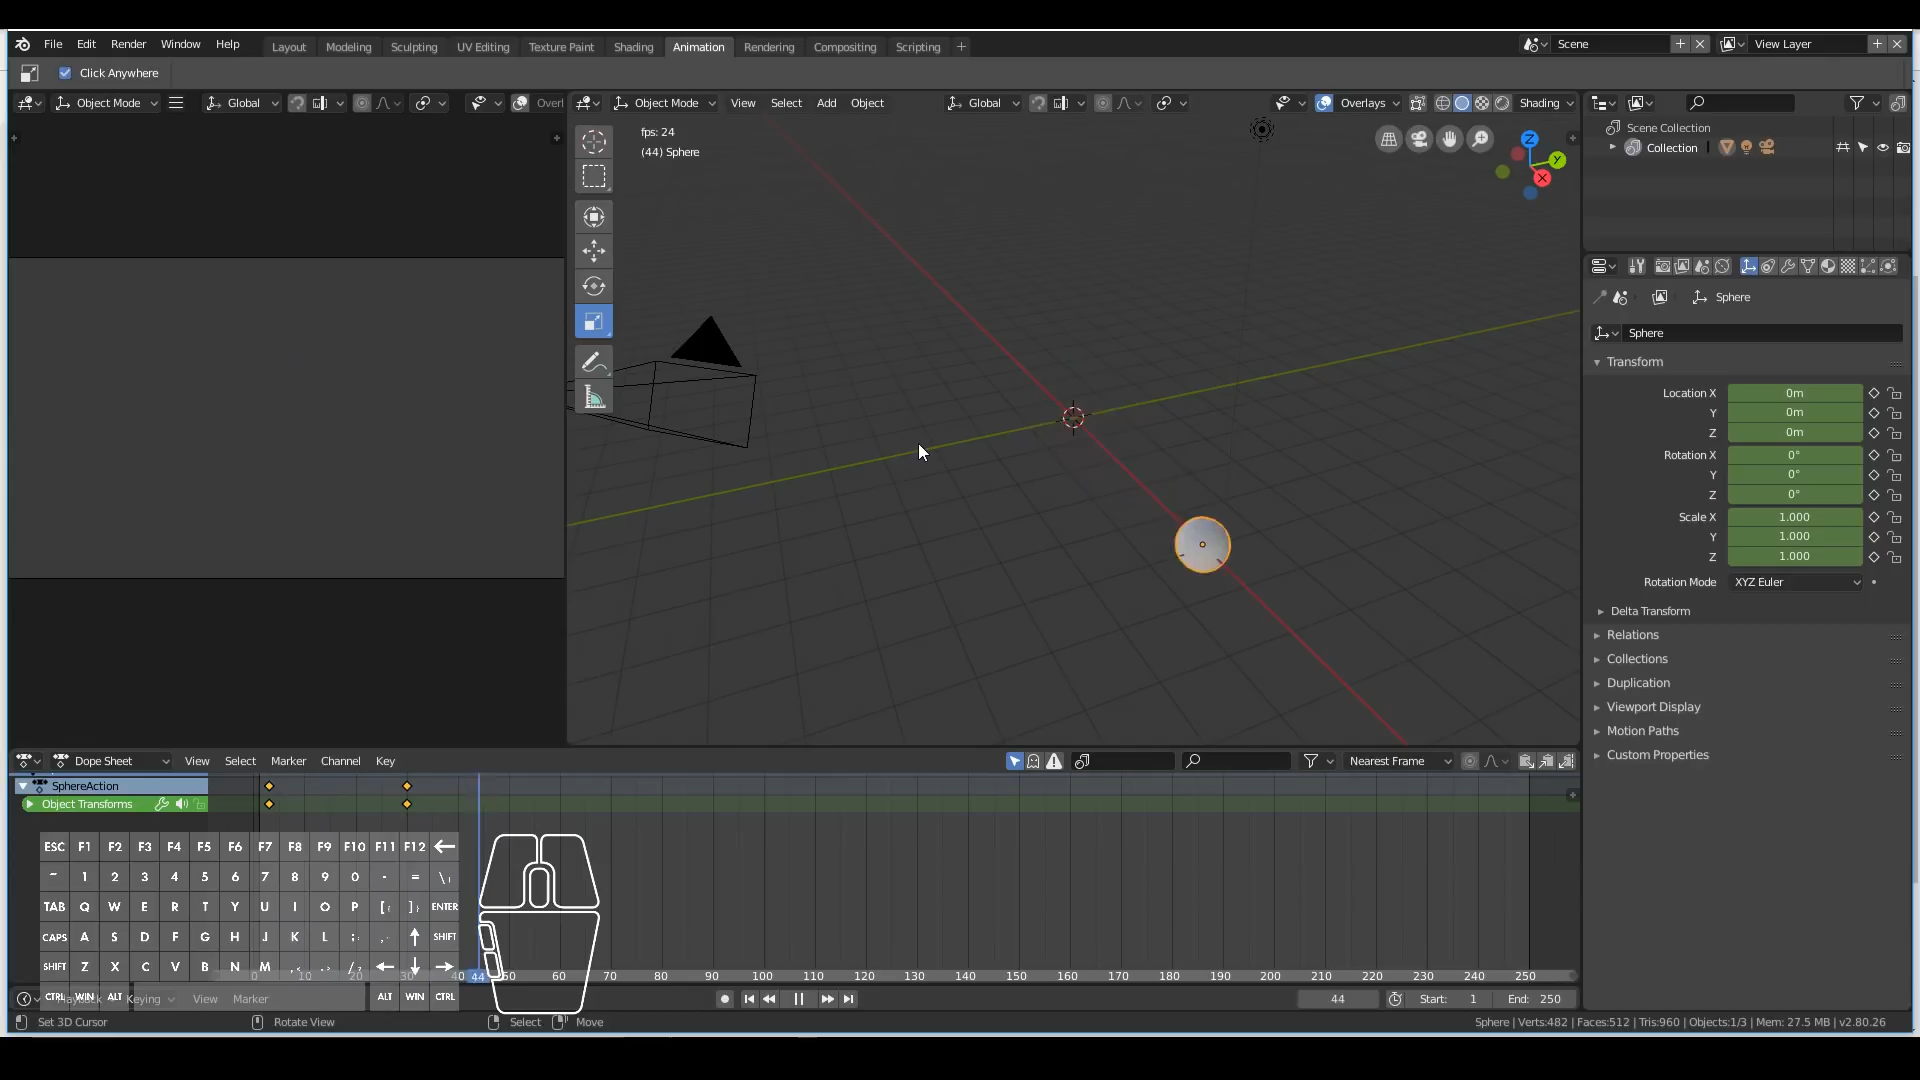 File Edit Render Window Help Layout Modeling Sculpting UV Editing Texture Paint Shading Animation Rendering Compositing Scripting Scene View Layer
Click Anywhere
Object Mode Global Overl Object Mode View Select Add Object Global Overlays Shading
fps: 24
(44) Sphere
Z
Y
X
Scene Collection
Collection
Sphere
Sphere
Transform
Location X 0m
Y 0m
Z 0m
Rotation X 0°
Y 0°
Z 0°
Scale X 1.000
Y 1.000
Z 1.000
Rotation Mode XYZ Euler
Delta Transform
Relations
Collections
Duplication
Viewport Display
Motion Paths
Custom Properties
Dope Sheet View Select Marker Channel Key Nearest Frame
SphereAction
Object Transforms
ESC F1 F2 F3 F4 F5 F6 F7 F8 F9 F10 F11 F12
~ 1 2 3 4 5 6 7 8 9 0 - = \|
TAB Q W E R T Y U I O P [{ ]} ENTER
CAPS A S D F G H J K L ;: SHIFT
SHIFT Z X C V B N M
0 10 40 44 50 60 70 80 90 100 110 120 130 140 150 160 170 180 190 200 210 220 230 240 250
CTRL WIN ALT ALT WIN CTRL
Playback Keying View Marker 44 Start: 1 End: 250
Set 3D Cursor Rotate View Select Move Sphere | Verts:482 | Faces:512 | Tris:960 | Objects:1/3 | Mem: 27.5 MB | v2.80.26